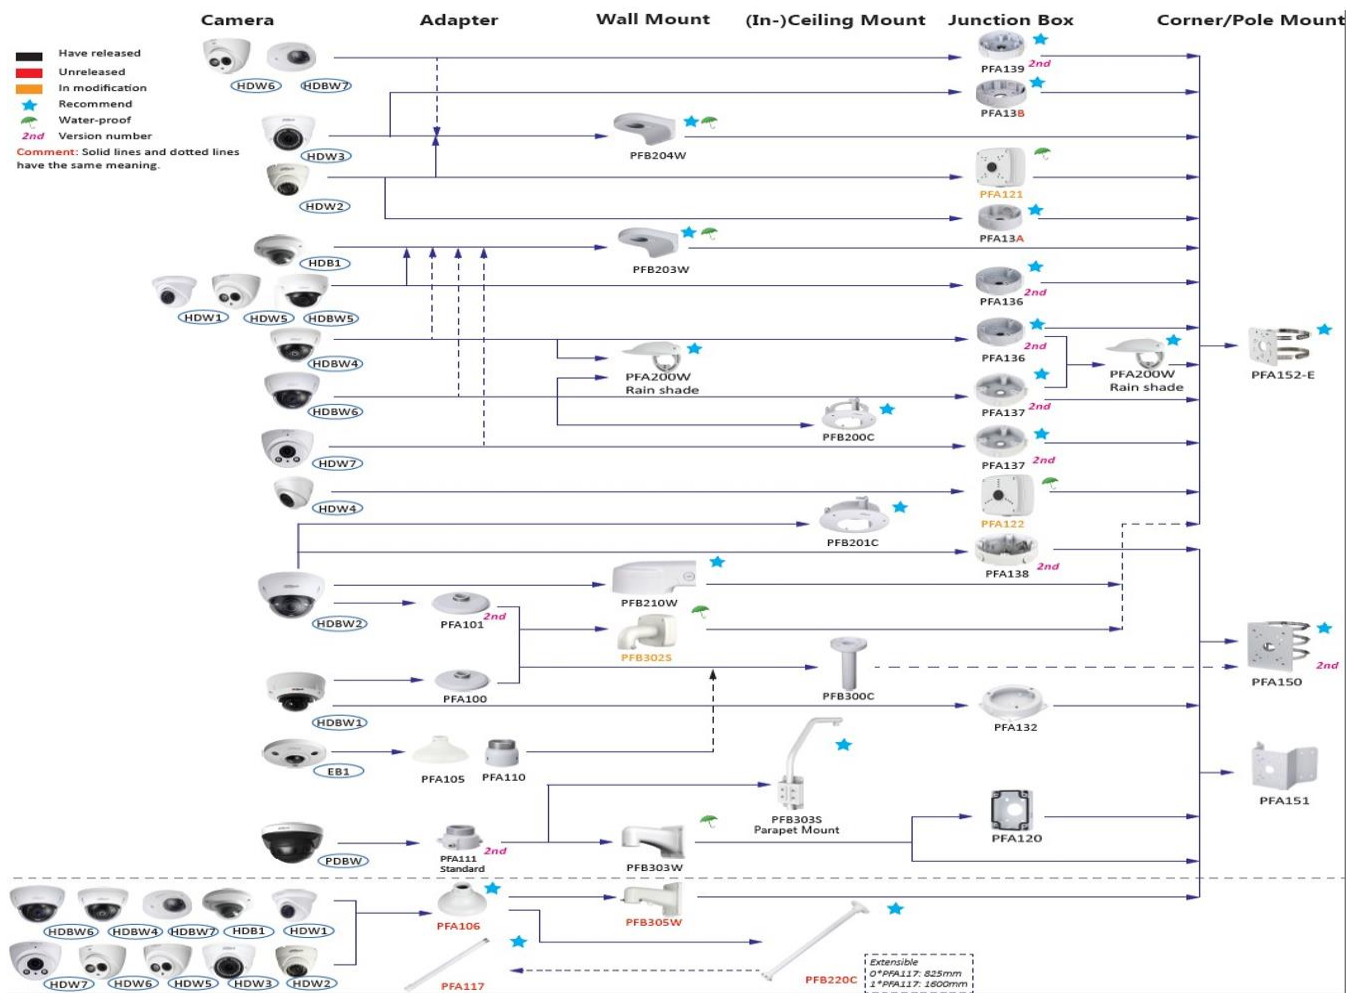 Camera
Adapter
Wall Mount
(In-)Ceiling Mount
Junction Box
Corner/Pole Mount
Have released
Unreleased
In modification
Recommend
Water-proof
2nd Version number
Comment: Solid lines and dotted lines
have the same meaning.
HDW6
HDBW7
PFA139 2nd
PFA13B
HDW3
PFB204W
HDW2
PFA121
PFA13A
HDB1
PFB203W
HDW1
HDW5
HDBW5
PFA136
2nd
HDBW4
PFA200W
Rain shade
PFA136
2nd
PFA200W
Rain shade
PFA152-E
HDBW6
PFA137
2nd
PFB200C
HDW7
PFA137
2nd
HDW4
PFA122
PFB201C
PFA138
2nd
HDBW2
PFA101
2nd
PFB210W
PFB302S
PFA150
2nd
PFA100
PFB300C
HDBW1
PFA132
EB1
PFA105
PFA110
PFB303S
Parapet Mount
PFA151
PDBW
PFA111
Standard
2nd
PFB303W
PFA120
HDBW6
HDBW4
HDBW7
HDB1
HDW1
PFA106
PFB305W
HDW7
HDW6
HDW5
HDW3
HDW2
PFA117
PFB220C
Extensible
0*PFA117: 825mm
1*PFA117: 1600mm